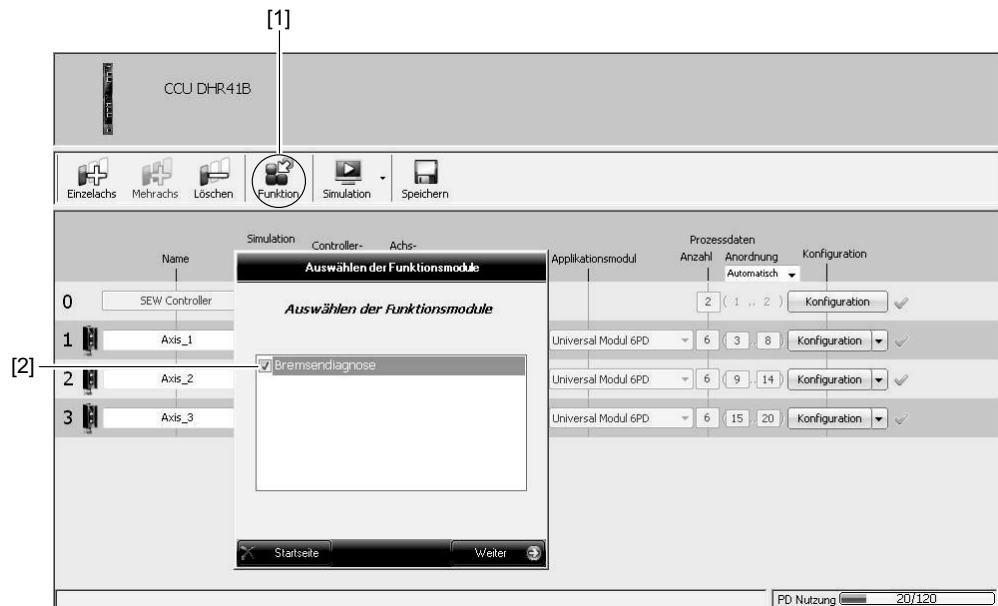 [1]
CCU DHR41B
Einzelachs Mehrachs Löschen Funktion Simulation Speichern
Simulation Controller- Achs- Prozessdaten
Name Applikationsmodul Anzahl Anordnung Konfiguration
Automatisch
Auswählen der Funktionsmodule
0 SEW Controller 2 ( 1 .. 2 ) Konfiguration
Auswählen der Funktionsmodule
1 Axis_1 Universal Modul 6PD 6 ( 3 .. 8 ) Konfiguration
[2] Bremsendiagnose
2 Axis_2 Universal Modul 6PD 6 ( 9 .. 14 ) Konfiguration
3 Axis_3 Universal Modul 6PD 6 ( 15 .. 20 ) Konfiguration
Startseite Weiter
PD Nutzung 20/120